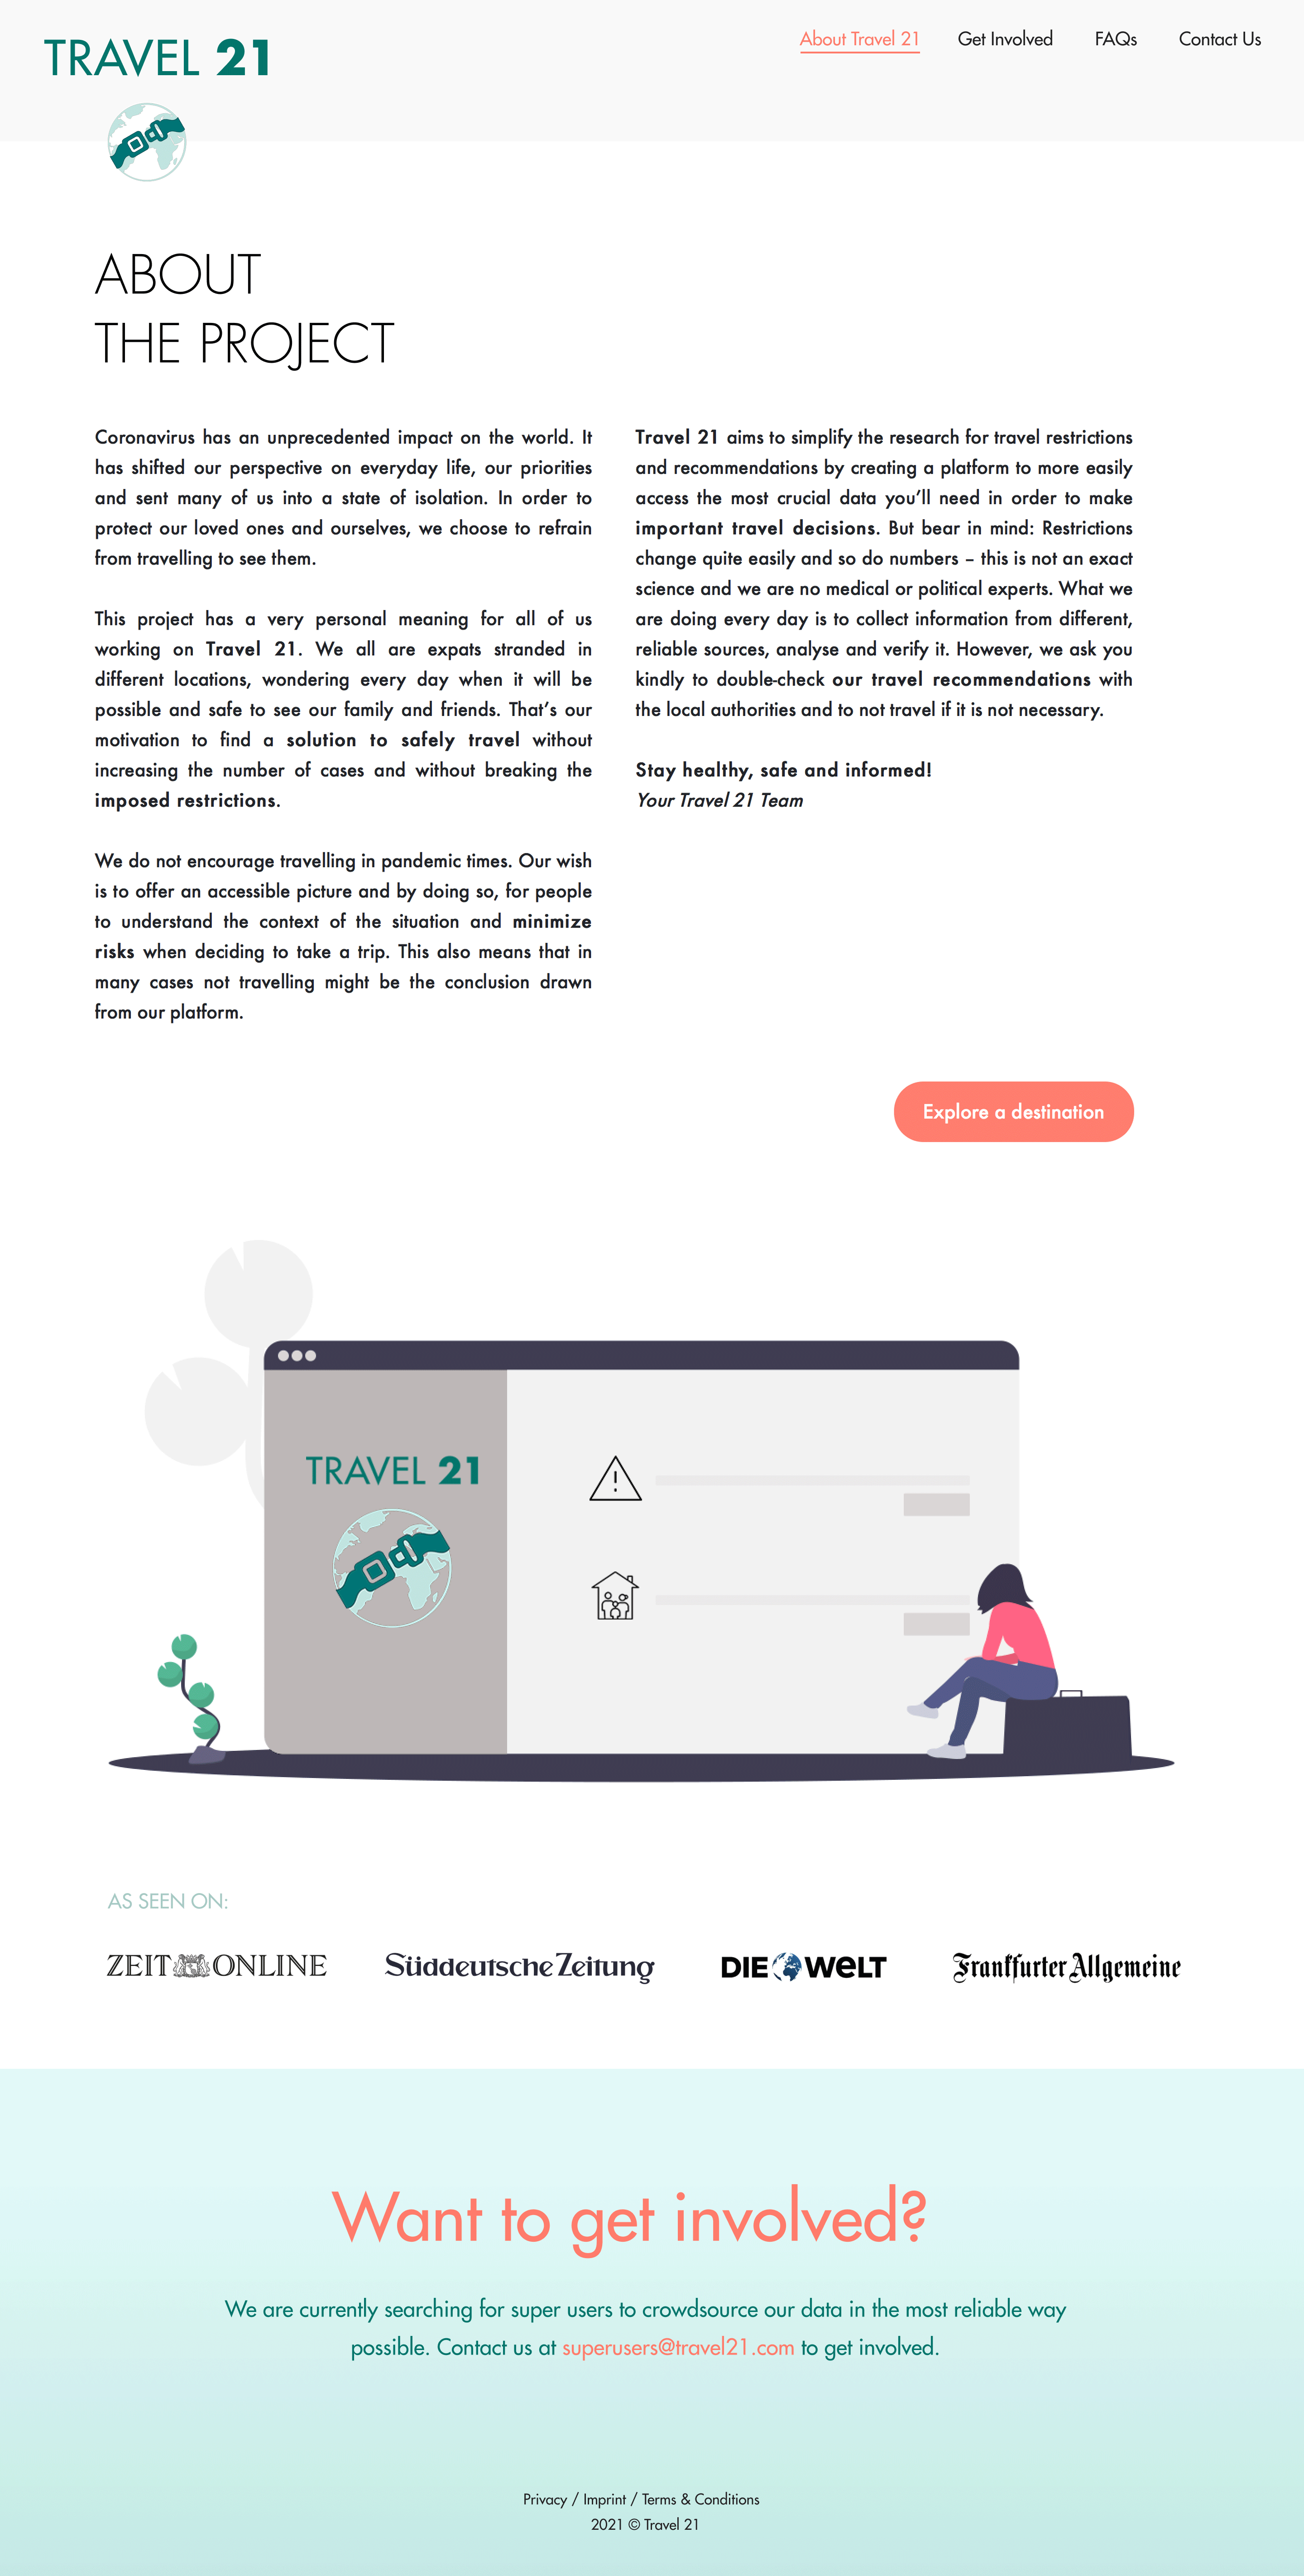 TRAVEL 21
About Travel 21
Get Involved
FAQs
Contact Us
ABOUT
THE PROJECT
Coronavirus has an unprecedented impact on the world. It
has shifted our perspective on everyday life, our priorities
and sent many of us into a state of isolation. In order to
protect our loved ones and ourselves, we choose to refrain
from travelling to see them.
This project has a very personal meaning for all of us
working on Travel 21. We all are expats stranded in
different locations, wondering every day when it will be
possible and safe to see our family and friends. That’s our
motivation to find a solution to safely travel without
increasing the number of cases and without breaking the
imposed restrictions.
We do not encourage travelling in pandemic times. Our wish
is to offer an accessible picture and by doing so, for people
to understand the context of the situation and minimize
risks when deciding to take a trip. This also means that in
many cases not travelling might be the conclusion drawn
from our platform.
Travel 21 aims to simplify the research for travel restrictions
and recommendations by creating a platform to more easily
access the most crucial data you’ll need in order to make
important travel decisions. But bear in mind: Restrictions
change quite easily and so do numbers – this is not an exact
science and we are no medical or political experts. What we
are doing every day is to collect information from different,
reliable sources, analyse and verify it. However, we ask you
kindly to double-check our travel recommendations with
the local authorities and to not travel if it is not necessary.
Stay healthy, safe and informed!
Your Travel 21 Team
Explore a destination
TRAVEL 21
AS SEEN ON:
ZEIT ONLINE
Süddeutsche Zeitung
DIE WELT
Frankfurter Allgemeine
Want to get involved?
We are currently searching for super users to crowdsource our data in the most reliable way
possible. Contact us at superusers@travel21.com to get involved.
Privacy / Imprint / Terms & Conditions
2021 © Travel 21